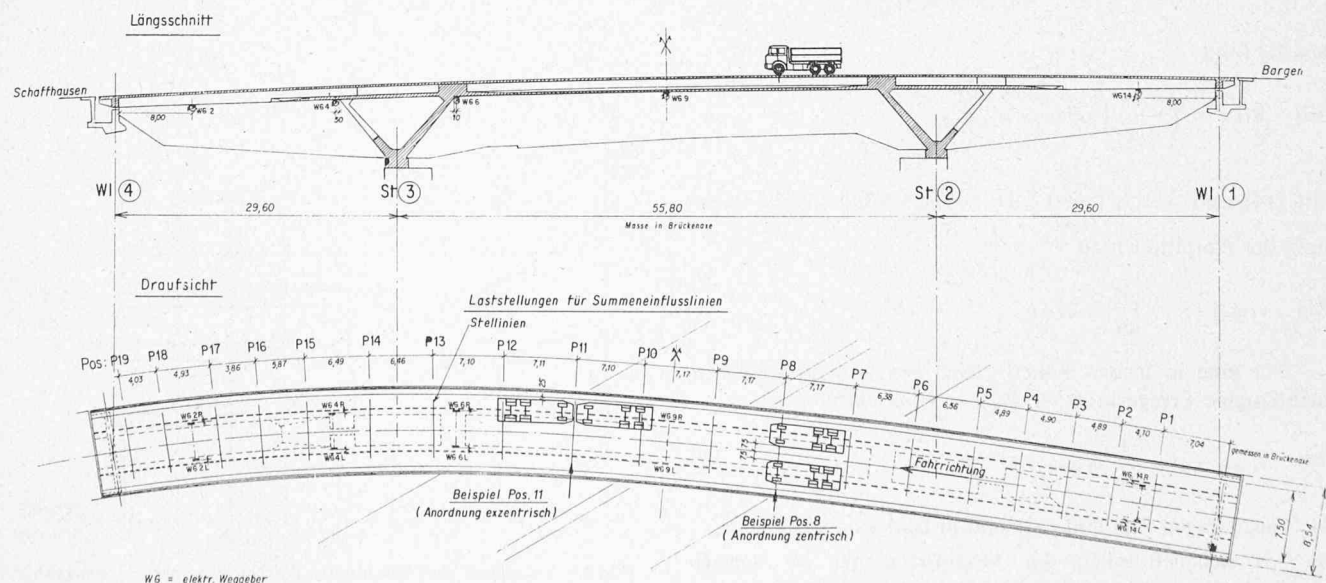 Längsschnitt
Schaffhausen
Bargen
WG 2
WG 4
WG 6
WG 9
WG 14
8,00
50
10
8,00
Wl 4
St 3
St 2
Wl 1
29,60
55,80
29,60
Masse in Brückenaxe
Draufsicht
Laststellungen für Summeneinflusslinien
Stellinien
Pos: P19 P18 P17 P16 P15 P14 P13 P12 P11 P10 P9 P8 P7 P6 P5 P4 P3 P2 P1
4,03 4,93 3,86 5,87 6,49 6,46 7,10 7,11 7,10 7,17 7,17 7,17 6,38 6,56 4,89 4,90 4,89 4,10 7,04
gemessen in Brückenaxe
WG 2R
WG 4R
WG 6R
WG 9R
WG 14R
WG 2L
WG 4L
WG 6L
WG 9L
WG 14L
75 75
Fahrrichtung
Beispiel Pos. 11
(Anordnung exzentrisch)
Beispiel Pos. 8
(Anordnung zentrisch)
7,50
8,54
WG = elektr. Weggeber